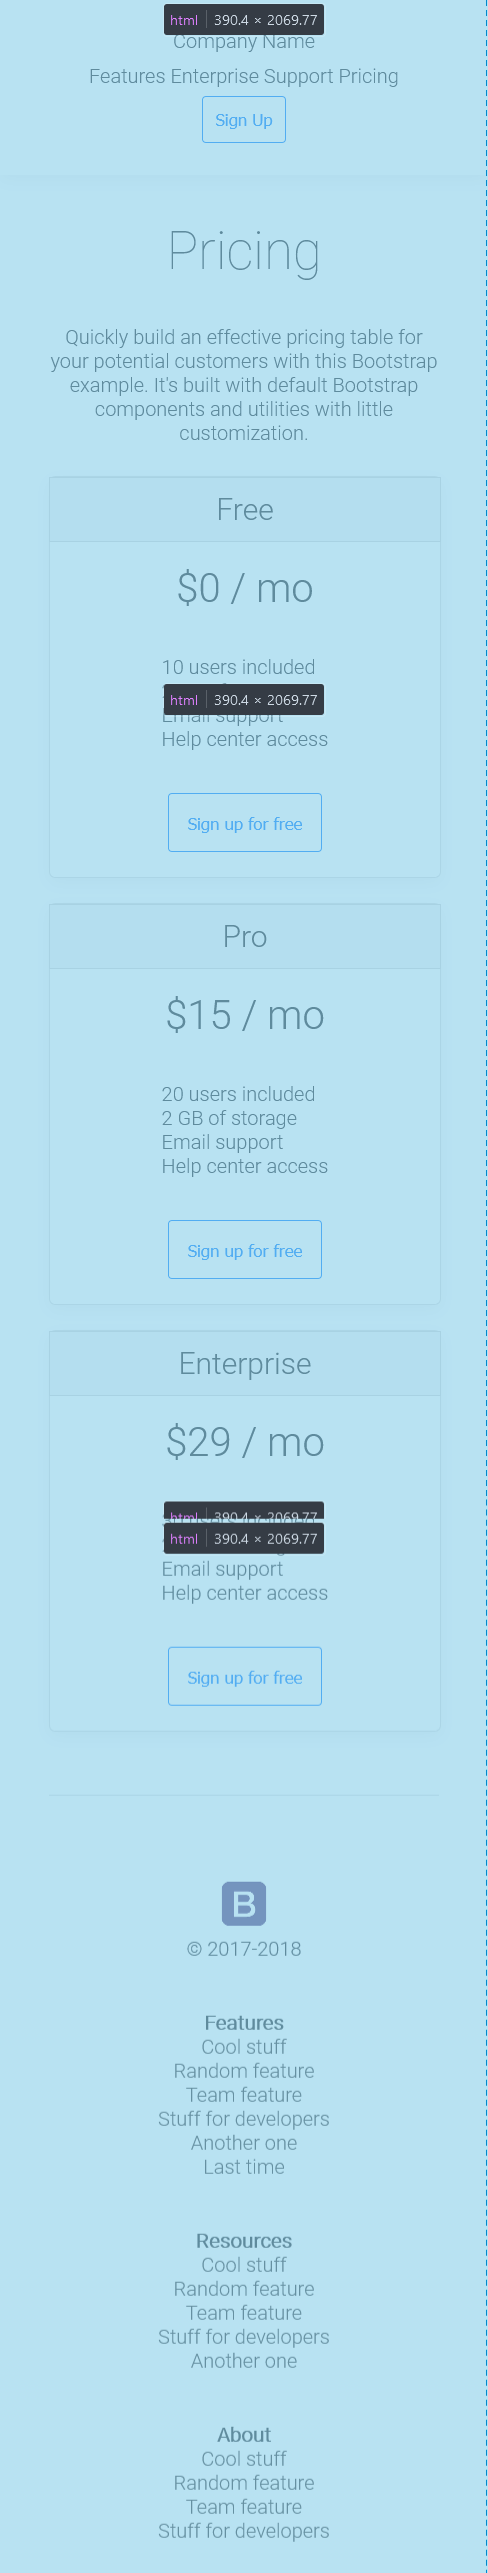 html 390.4 × 2069.77
Company Name
Features Enterprise Support Pricing
Sign Up
Pricing
Quickly build an effective pricing table for
your potential customers with this Bootstrap
example. It's built with default Bootstrap
components and utilities with little
customization.
Free
$0 / mo
10 users included
html 390.4 × 2069.77
Email support
Help center access
Sign up for free
Pro
$15 / mo
20 users included
2 GB of storage
Email support
Help center access
Sign up for free
Enterprise
$29 / mo
html 390.4 × 2069.77
html 390.4 × 2069.77
Email support
Help center access
Sign up for free
B
© 2017-2018
Features
Cool stuff
Random feature
Team feature
Stuff for developers
Another one
Last time
Resources
Cool stuff
Random feature
Team feature
Stuff for developers
Another one
About
Cool stuff
Random feature
Team feature
Stuff for developers